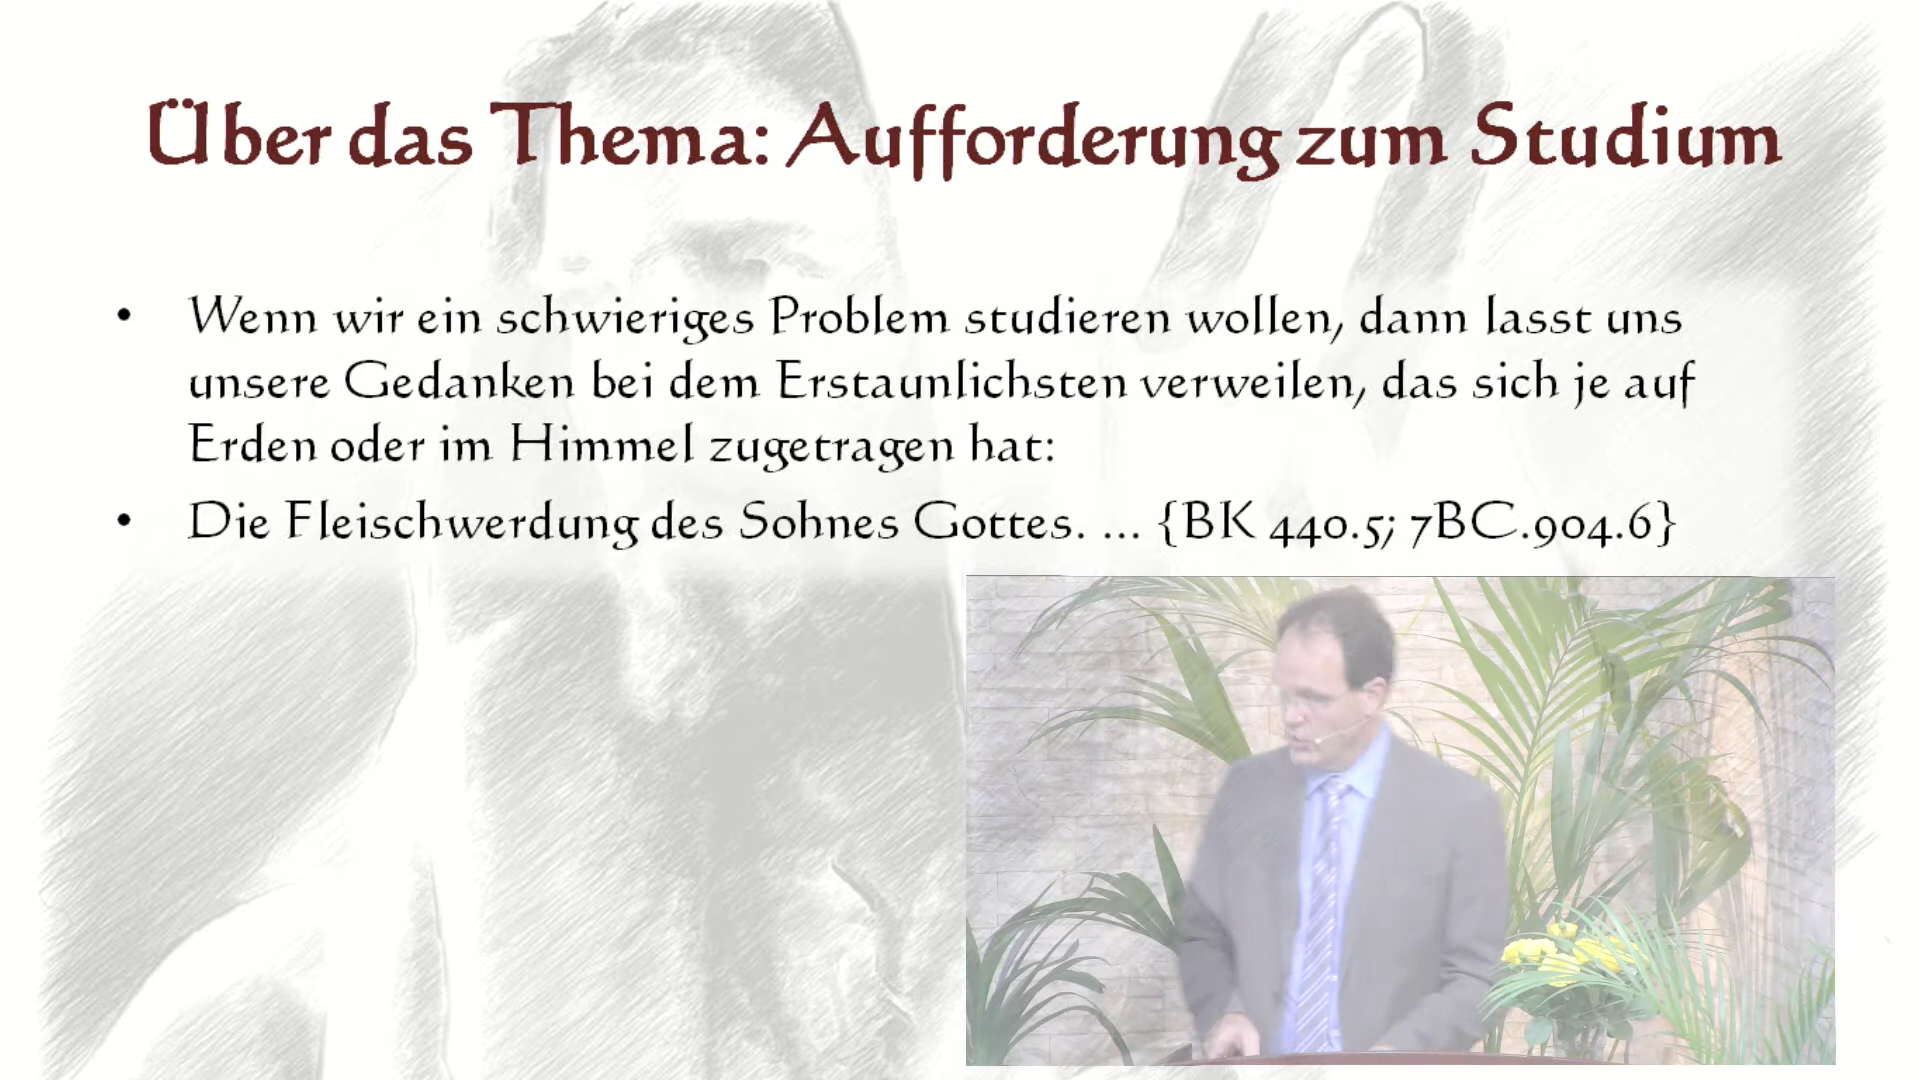 Über das Thema: Aufforderung zum Studium
• Wenn wir ein schwieriges Problem studieren wollen, dann lasst uns
unsere Gedanken bei dem Erstaunlichsten verweilen, das sich je auf
Erden oder im Himmel zugetragen hat:
• Die Fleischwerdung des Sohnes Gottes. ... {BK 440.5; 7BC.904.6}